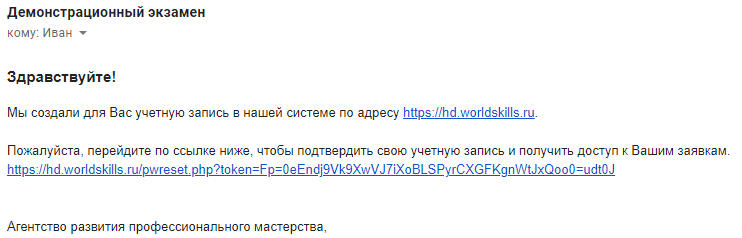 Демонстрационный экзамен
кому: Иван
Здравствуйте!
Мы создали для Вас учетную запись в нашей системе по адресу https://hd.worldskills.ru.
Пожалуйста, перейдите по ссылке ниже, чтобы подтвердить свою учетную запись и получить доступ к Вашим заявкам.
https://hd.worldskills.ru/pwreset.php?token=Fp=0eEndj9Vk9XwVJ7iXoBLSPyrCXGFKgnWtJxQoo0=udt0J
Агентство развития профессионального мастерства,